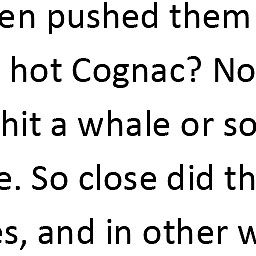 en pushed them
hot Cognac? No
hit a whale or so
e. So close did th
es, and in other w